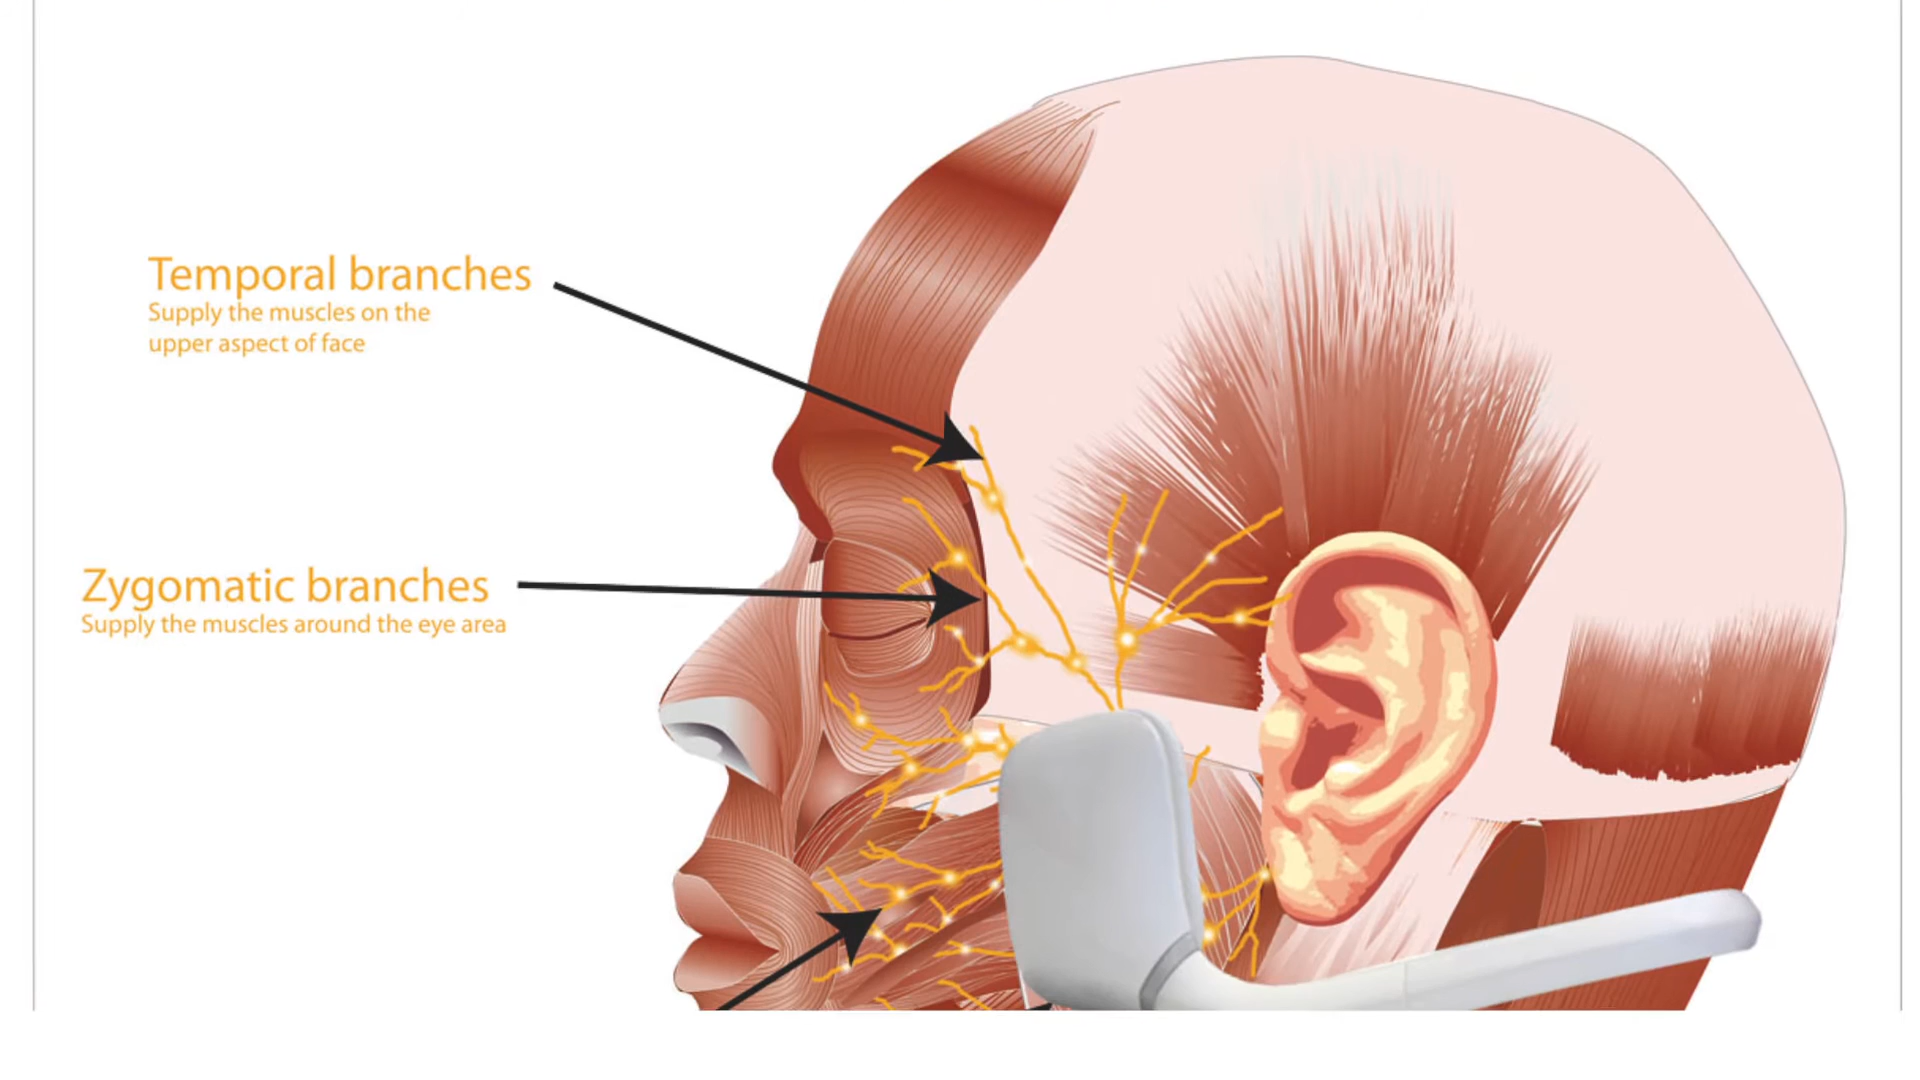 Temporal branches
Supply the muscles on the
upper aspect of face
Zygomatic branches
Supply the muscles around the eye area